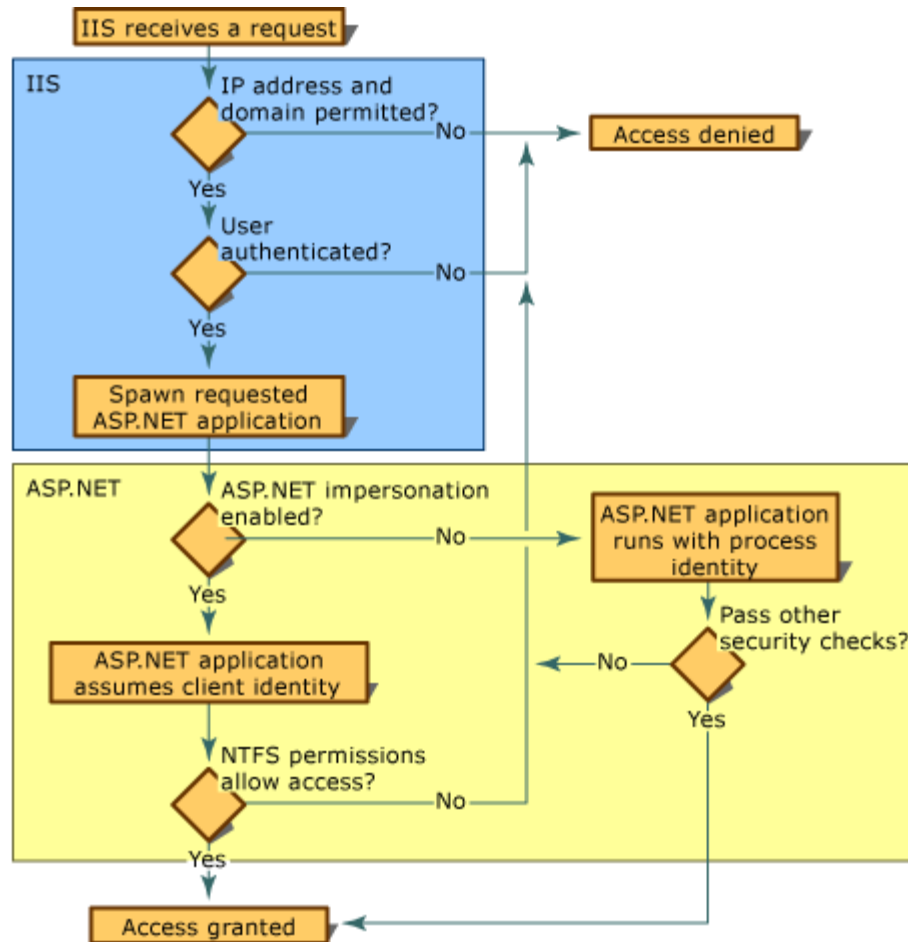 IIS receives a request
IIS
IP address and
domain permitted?
No
Access denied
Yes
User
authenticated?
No
Yes
Spawn requested
ASP.NET application
ASP.NET
ASP.NET impersonation
enabled?
No
ASP.NET application
runs with process
identity
Yes
Pass other
security checks?
No
Yes
ASP.NET application
assumes client identity
NTFS permissions
allow access?
No
Yes
Access granted